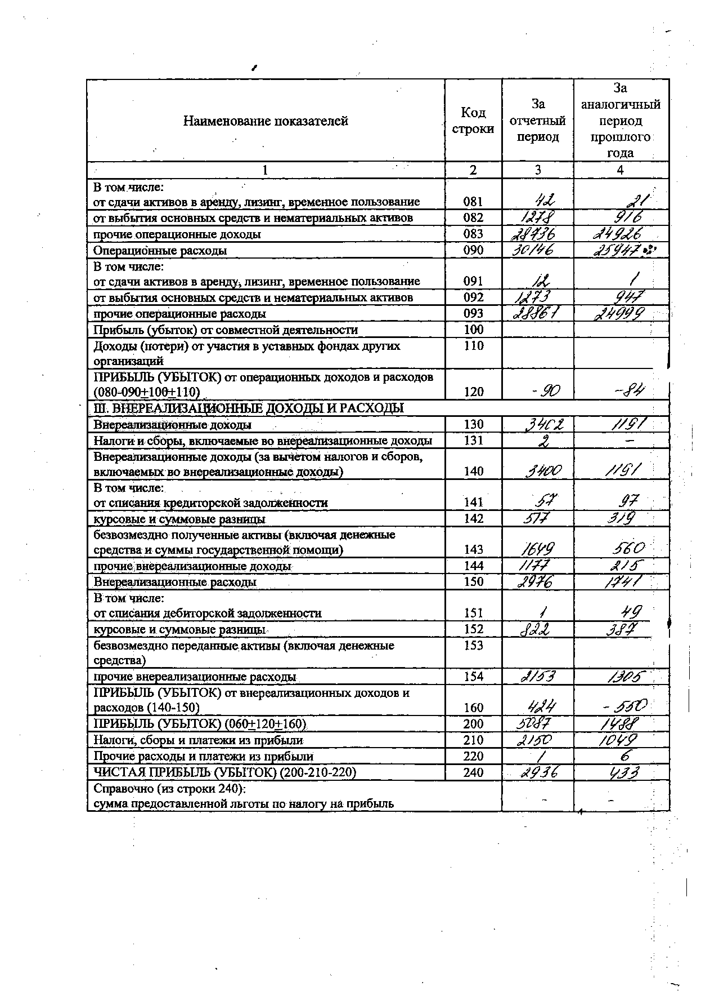 Наименование показателей
Код строки
За отчетный период
За аналогичный период прошлого года
1 2 3 4
В том числе:
от сдачи активов в аренду, лизинг, временное пользование 081 42 21
от выбытия основных средств и нематериальных активов 082 1278 916
прочие операционные доходы 083 28736 24926
Операционные расходы 090 30146 25947
В том числе:
от сдачи активов в аренду, лизинг, временное пользование 091 12 1
от выбытия основных средств и нематериальных активов 092 1273 947
прочие операционные расходы 093 28861 24999
Прибыль (убыток) от совместной деятельности 100
Доходы (потери) от участия в уставных фондах других 110
организаций
ПРИБЫЛЬ (УБЫТОК) от операционных доходов и расходов
(080-090±100±110) 120 -90 -84
III. ВНЕРЕАЛИЗАЦИОННЫЕ ДОХОДЫ И РАСХОДЫ
Внереализационные доходы 130 3402 1191
Налоги и сборы, включаемые во внереализационные доходы 131 2 -
Внереализационные доходы (за вычетом налогов и сборов,
включаемых во внереализационные доходы) 140 3400 1191
В том числе:
от списания кредиторской задолженности 141 57 97
курсовые и суммовые разницы 142 517 319
безвозмездно полученные активы (включая денежные
средства и суммы государственной помощи) 143 1649 560
прочие внереализационные доходы 144 1177 215
Внереализационные расходы 150 2976 1741
В том числе:
от списания дебиторской задолженности 151 1 49
курсовые и суммовые разницы 152 822 387
безвозмездно переданные активы (включая денежные 153
средства)
прочие внереализационные расходы 154 2153 1305
ПРИБЫЛЬ (УБЫТОК) от внереализационных доходов и
расходов (140-150) 160 424 -550
ПРИБЫЛЬ (УБЫТОК) (060±120±160) 200 5087 1488
Налоги, сборы и платежи из прибыли 210 2150 1049
Прочие расходы и платежи из прибыли 220 1 6
ЧИСТАЯ ПРИБЫЛЬ (УБЫТОК) (200-210-220) 240 2936 433
Справочно (из строки 240):
сумма предоставленной льготы по налогу на прибыль - -